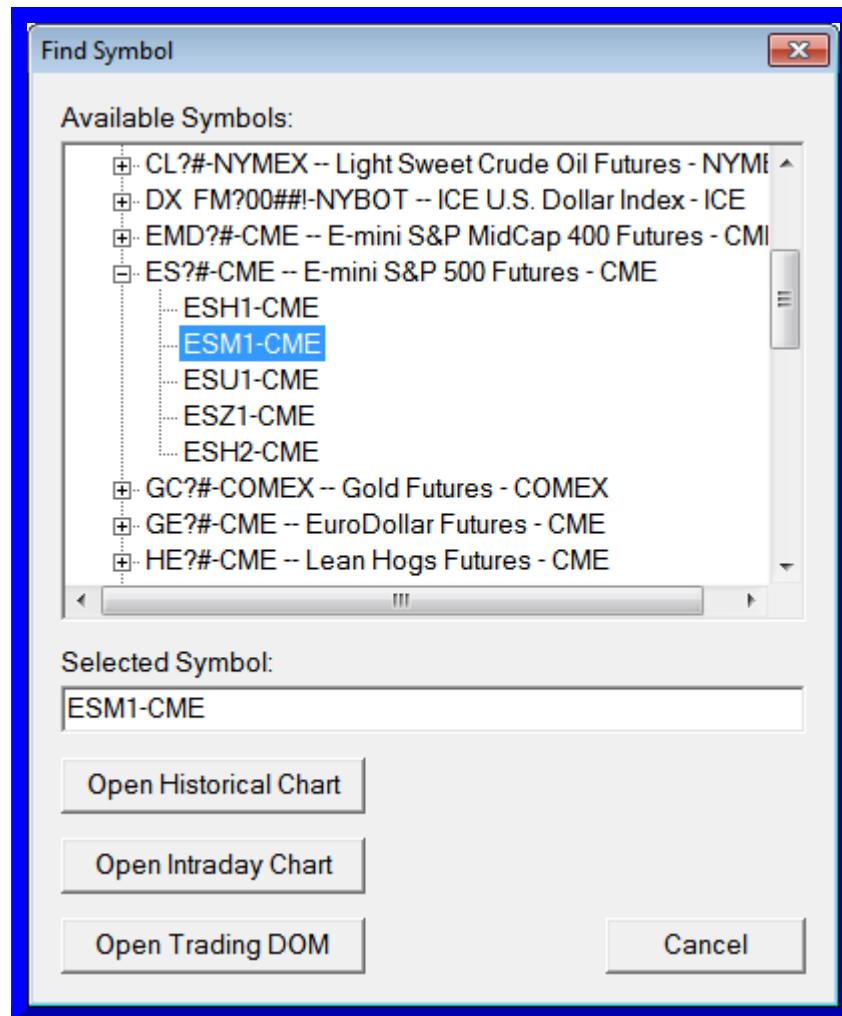 Find Symbol
Available Symbols:
CL?#-NYMEX -- Light Sweet Crude Oil Futures - NYME
DX FM?00##!-NYBOT -- ICE U.S. Dollar Index - ICE
EMD?#-CME -- E-mini S&P MidCap 400 Futures - CM
ES?#-CME -- E-mini S&P 500 Futures - CME
ESH1-CME
ESM1-CME
ESU1-CME
ESZ1-CME
ESH2-CME
GC?#-COMEX -- Gold Futures - COMEX
GE?#-CME -- EuroDollar Futures - CME
HE?#-CME -- Lean Hogs Futures - CME
Selected Symbol:
ESM1-CME
Open Historical Chart
Open Intraday Chart
Open Trading DOM
Cancel